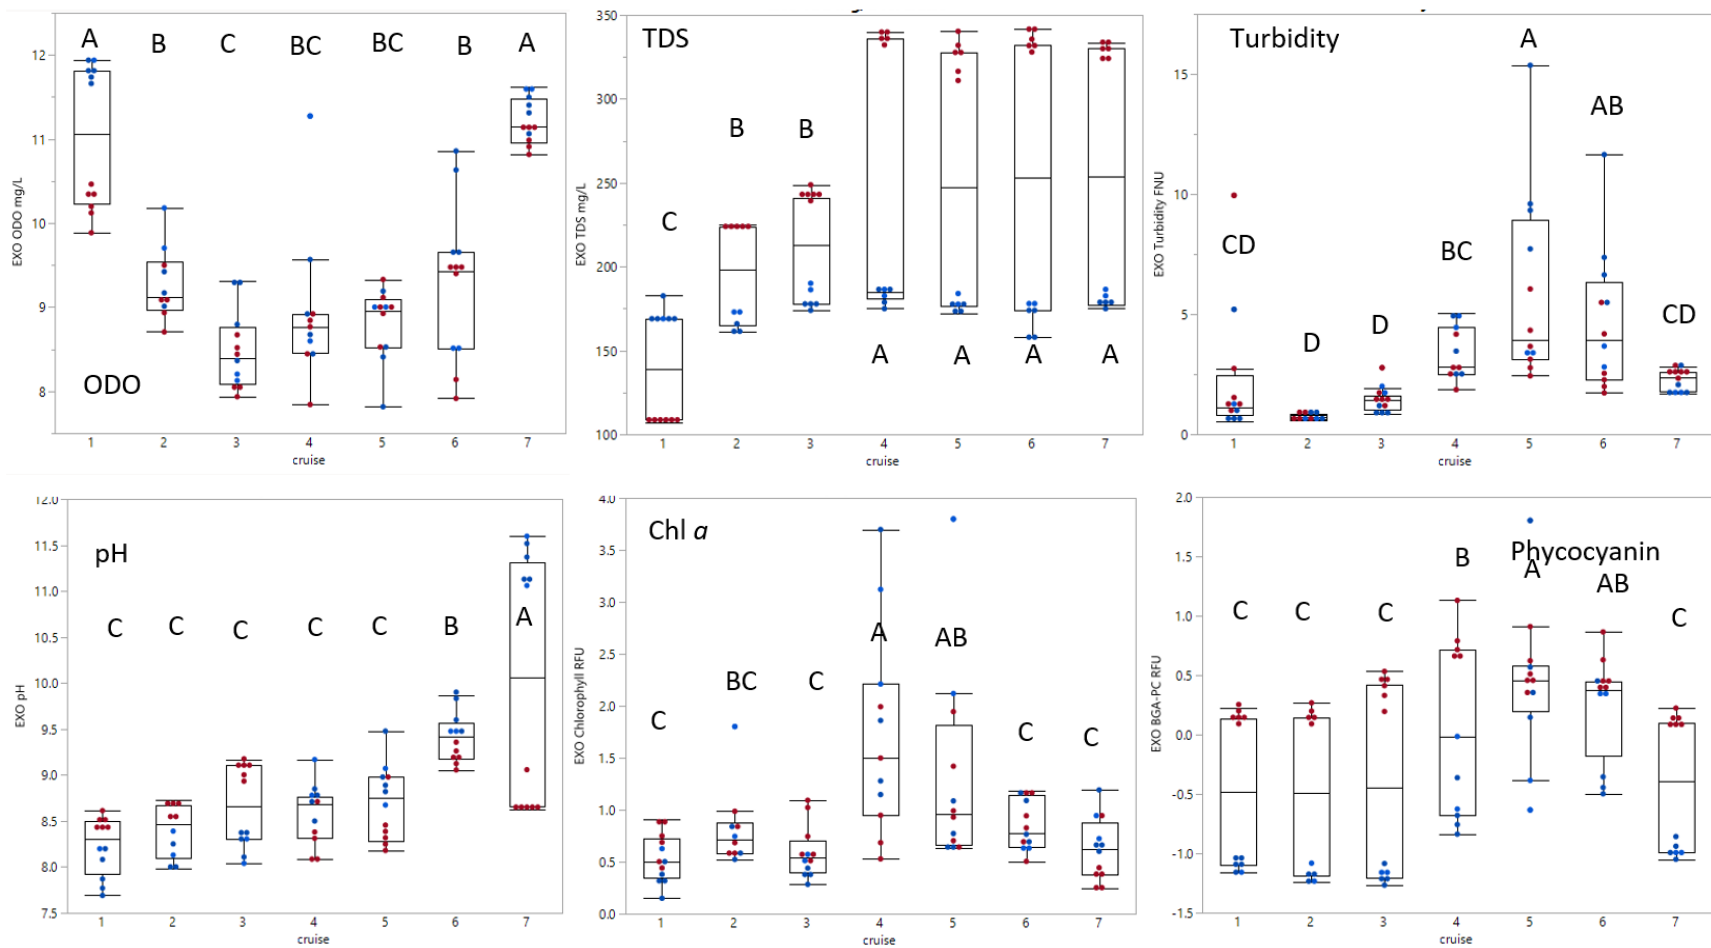 A
B
C
BC
BC
B
A
ODO
EXO ODO mg/L
12
11
10
9
8
1 2 3 4 5 6 7
cruise
TDS
C
B
B
A
A
A
A
EXO TDS mg/L
350
300
250
200
150
100
1 2 3 4 5 6 7
cruise
Turbidity
CD
D
D
BC
A
AB
CD
EXO Turbidity FNU
15
10
5
0
1 2 3 4 5 6 7
cruise
pH
C
C
C
C
C
B
A
EXO pH
12.0
11.5
11.0
10.5
10.0
9.5
9.0
8.5
8.0
7.5
1 2 3 4 5 6 7
cruise
Chl a
C
BC
C
A
AB
C
C
EXO Chlorophyll RFU
4.0
3.5
3.0
2.5
2.0
1.5
1.0
0.5
0.0
1 2 3 4 5 6 7
cruise
Phycocyanin
C
C
C
B
A
AB
C
EXO BGA-PC RFU
2.0
1.5
1.0
0.5
0.0
-0.5
-1.0
-1.5
1 2 3 4 5 6 7
cruise